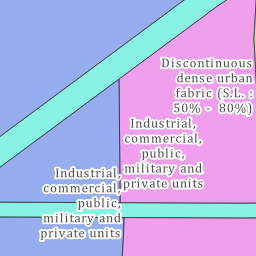 Discontinuous
dense urban
fabric (S.L. :
50% - 80%)
Industrial,
commercial,
public,
military and
private units
Industrial,
commercial,
public,
military and
private units